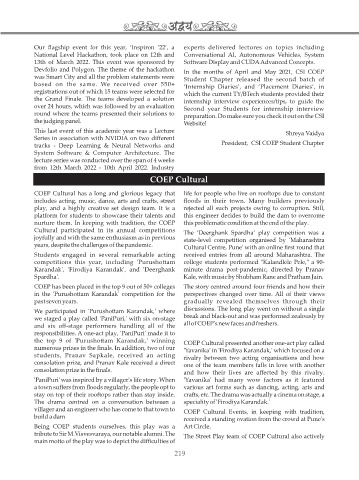 अद्वैय
Our flagship event for this year, 'Inspiron '22', a
National Level Hackathon, took place on 12th and
13th of March 2022. This event was sponsored by
Devfolio and Polygon. The theme of the hackathon
was Smart City and all the problem statements were
based on the same. We received over 550+
registrations out of which 15 teams were selected for
the Grand Finale. The teams developed a solution
over 24 hours, which was followed by an evaluation
round where the teams presented their solutions to
the judging panel.
This last event of this academic year was a Lecture
Series in association with NVIDIA on two different
tracks - Deep Learning & Neural Networks and
System Software & Computer Architecture. The
lecture series was conducted over the span of 4 weeks
from 12th March 2022 - 10th April 2022. Industry
experts delivered lectures on topics including
Conversational AI, Autonomous Vehicles, System
Software Display and CUDA Advanced Concepts.
In the months of April and May 2021, CSI COEP
Student Chapter released the second batch of
'Internship Diaries', and 'Placement Diaries', in
which the current TY/BTech students provided their
internship interview experiences/tips, to guide the
Second year Students for internship interview
preparation. Do make sure you check it out on the CSI
Website!
Shreya Vaidya
President, CSI COEP Student Chapter
COEP Cultural
COEP Cultural has a long and glorious legacy that
includes acting, music, dance, arts and crafts, street
play, and a highly creative set design team. It is a
platform for students to showcase their talents and
nurture them. In keeping with tradition, the COEP
Cultural participated in its annual competitions
joyfully and with the same enthusiasm as in previous
years, despite the challenges of the pandemic.
Students engaged in several remarkable acting
competitions this year, including 'Purushottam
Karandak', 'Firodiya Karandak', and 'Deerghank
Spardha'.
COEP has been placed in the top 9 out of 50+ colleges
in the 'Purushottam Karandak' competition for the
past seven years.
We participated in 'Purushottam Karandak,' where
we staged a play called 'PaniPuri.' with six on-stage
and six off-stage performers handling all of the
responsibilities. A one-act play, 'PaniPuri,' made it to
the top 9 of 'Purushottam Karandak,' winning
numerous prizes in the finals. In addition, two of our
students, Pranav Sapkale, received an acting
consolation prize, and Pranav Kale received a direct
consolation prize in the finals.
'PaniPuri' was inspired by a villager's life story. When
a town suffers from floods regularly, the people opt to
stay on top of their rooftops rather than stay inside.
The drama centred on a conversation between a
villager and an engineer who has come to that town to
build a dam
Being COEP students ourselves, this play was a
tribute to Sir M Visvesvaraya, our notable alumni. The
main motto of the play was to depict the difficulties of
life for people who live on rooftops due to constant
floods in their town. Many builders previously
rejected all such projects owing to corruption. Still,
this engineer decides to build the dam to overcome
this problematic condition at the end of the play.
The 'Deerghank Spardha' play competition was a
state-level competition organised by 'Maharashtra
Cultural Centre, Pune' with an online first round that
received entries from all around Maharashtra. The
college students performed "Kalandkle Prle," a 90-
minute drama post-pandemic, directed by Pranav
Kale, with music by Shubham Rane and Pratham Jain.
The story centred around four friends and how their
perspectives changed over time. All of their views
gradually revealed themselves through their
discussions. The long play went on without a single
break and black-out and was performed zealously by
all of COEP's new faces and freshers.
COEP Cultural presented another one-act play called
'Yavanika' in 'Firodiya Karandak,' which focused on a
rivalry between two acting organisations and how
one of the team members falls in love with another
and how their lives are affected by this rivalry.
'Yavanika' had many wow factors as it featured
various art forms such as dancing, acting, arts and
crafts, etc. The drama was actually a cinema on stage, a
speciality of 'Firodiya Karandak.'
COEP Cultural Events, in keeping with tradition,
received a standing ovation from the crowd at Pune's
Art Circle.
The Street Play team of COEP Cultural also actively
219